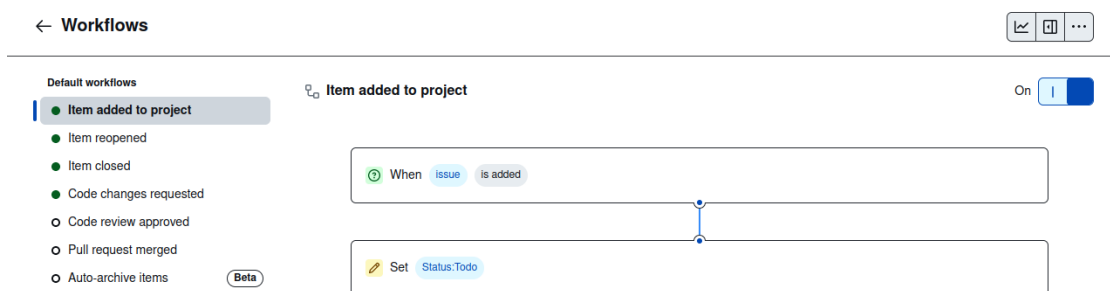 Workflows
Default workflows
Item added to project
Item reopened
Item closed
Code changes requested
Code review approved
Pull request merged
Auto-archive items Beta
Item added to project On
When issue is added
Set Status:Todo